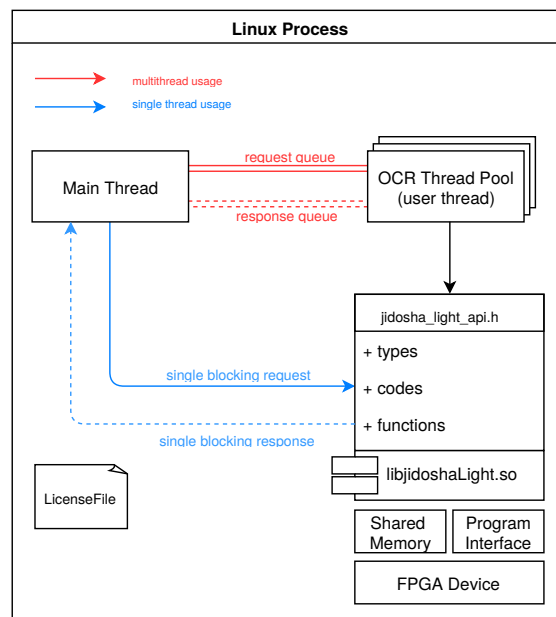 Linux Process
multithread usage
single thread usage
request queue
Main Thread
OCR Thread Pool
(user thread)
response queue
jidosha_light_api.h
+ types
single blocking request
+ codes
+ functions
single blocking response
libjidoshaLight.so
LicenseFile
Shared
Memory
Program
Interface
FPGA Device